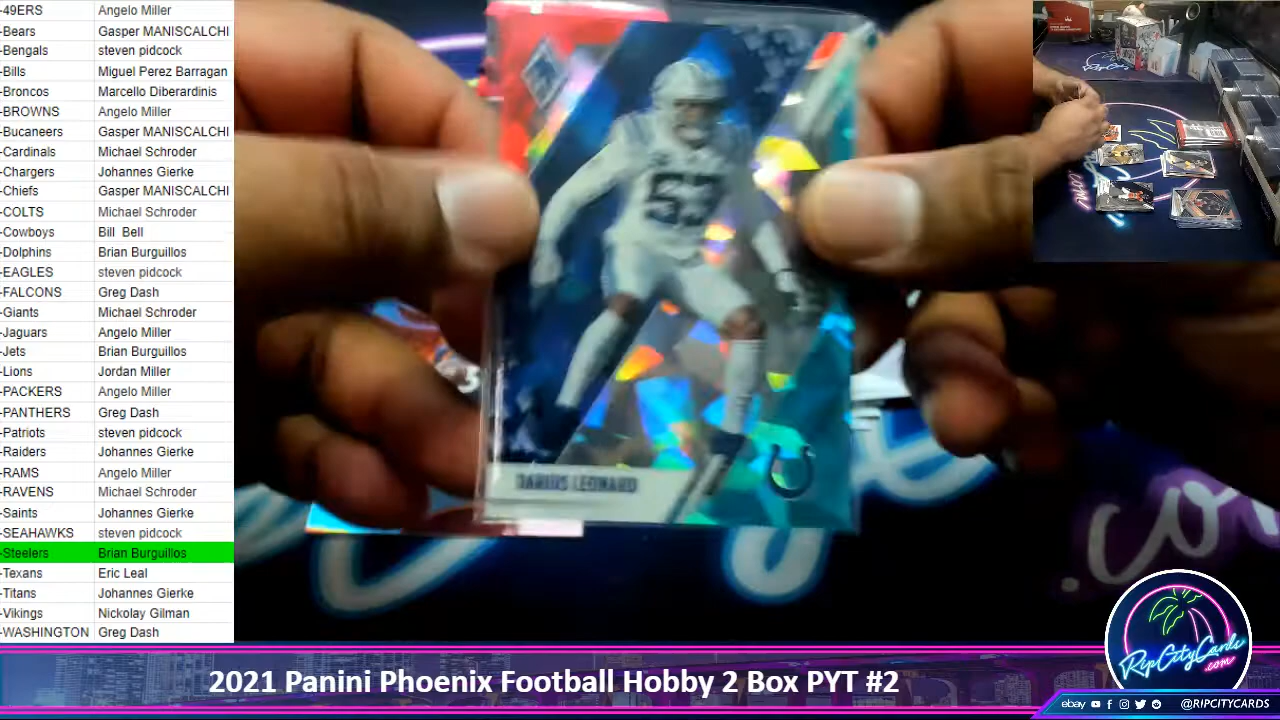 -49ERS Angelo Miller
-Bears Gasper MANISCALCHI
-Bengals steven pidcock
-Bills Miguel Perez Barragan
-Broncos Marcello Diberardinis
-BROWNS Angelo Miller
-Bucaneers Gasper MANISCALCHI
-Cardinals Michael Schroder
-Chargers Johannes Gierke
-Chiefs Gasper MANISCALCHI
-COLTS Michael Schroder
-Cowboys Bill Bell
-Dolphins Brian Burguillos
-EAGLES steven pidcock
-FALCONS Greg Dash
-Giants Michael Schroder
-Jaguars Angelo Miller
-Jets Brian Burguillos
-Lions Jordan Miller
-PACKERS Angelo Miller
-PANTHERS Greg Dash
-Patriots steven pidcock
-Raiders Johannes Gierke
-RAMS Angelo Miller
-RAVENS Michael Schroder
-Saints Johannes Gierke
-SEAHAWKS steven pidcock
-Steelers Brian Burguillos
-Texans Eric Leal
-Titans Johannes Gierke
-Vikings Nickolay Gilman
-WASHINGTON Greg Dash
53
DARIUS LEONARD
RipCityCards
.com
2021 Panini Phoenix Football Hobby 2 Box PYT #2
ebay @RIPCITYCARDS